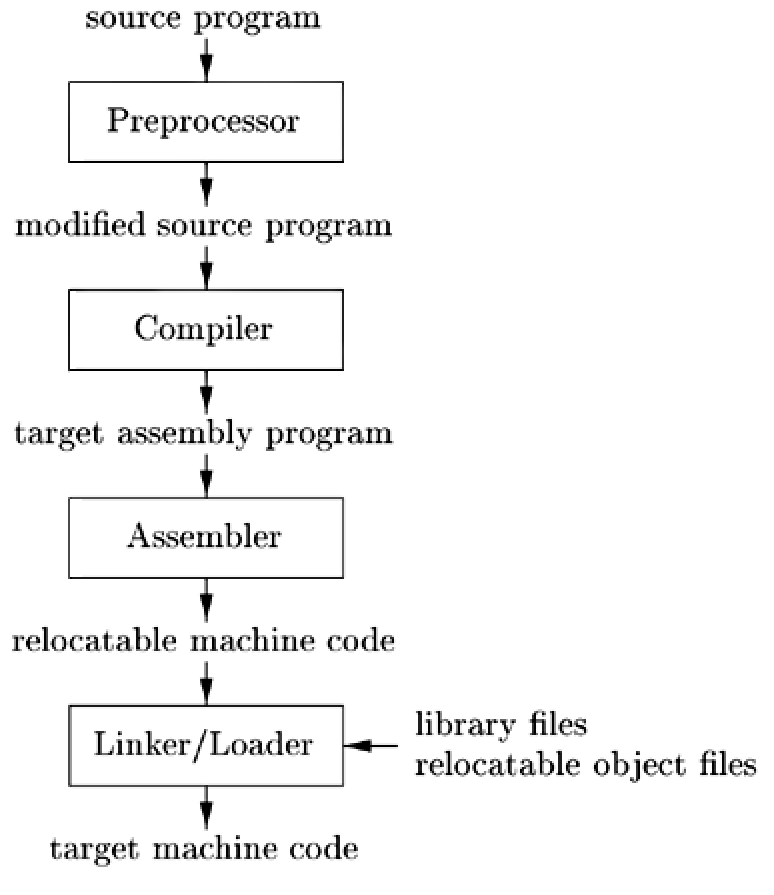 source program
Preprocessor
modified source program
Compiler
target assembly program
Assembler
relocatable machine code
Linker/Loader
library files
relocatable object files
target machine code